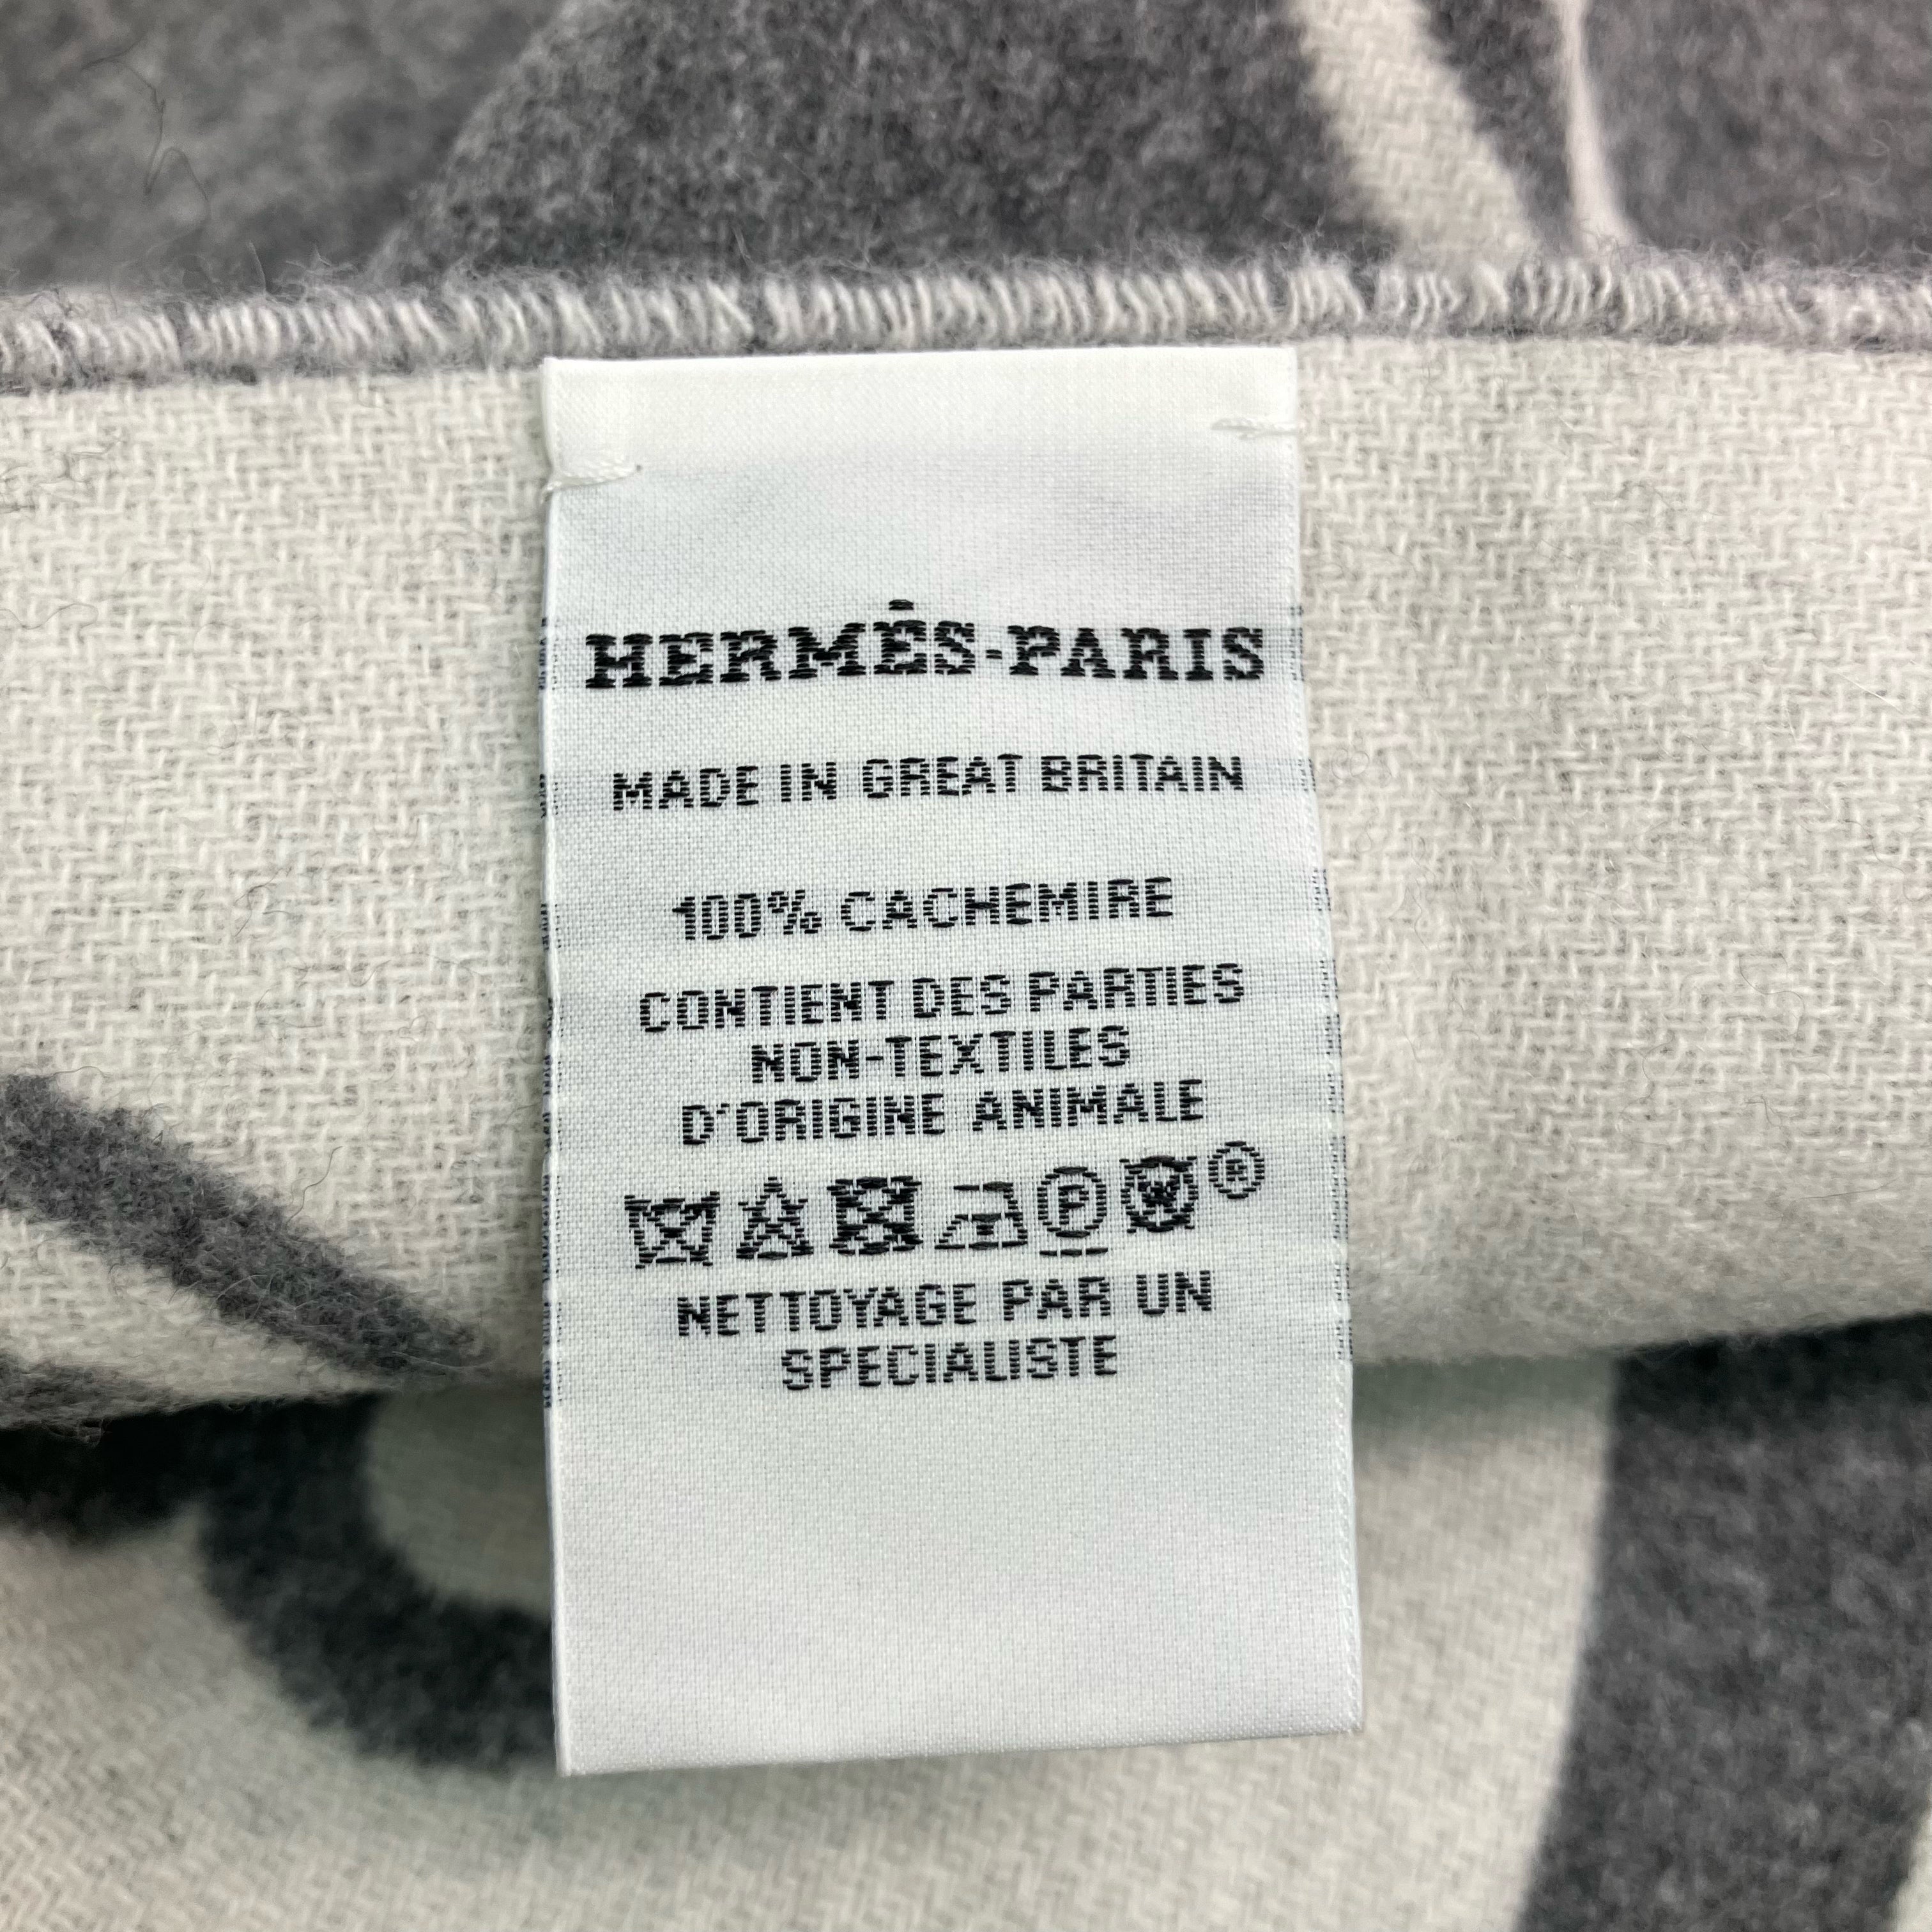 HERMÈS-PARIS
MADE IN GREAT BRITAIN
100% CACHEMIRE
CONTIENT DES PARTIES
NON-TEXTILES
D'ORIGINE ANIMALE
P W ®
NETTOYAGE PAR UN
SPECIALISTE